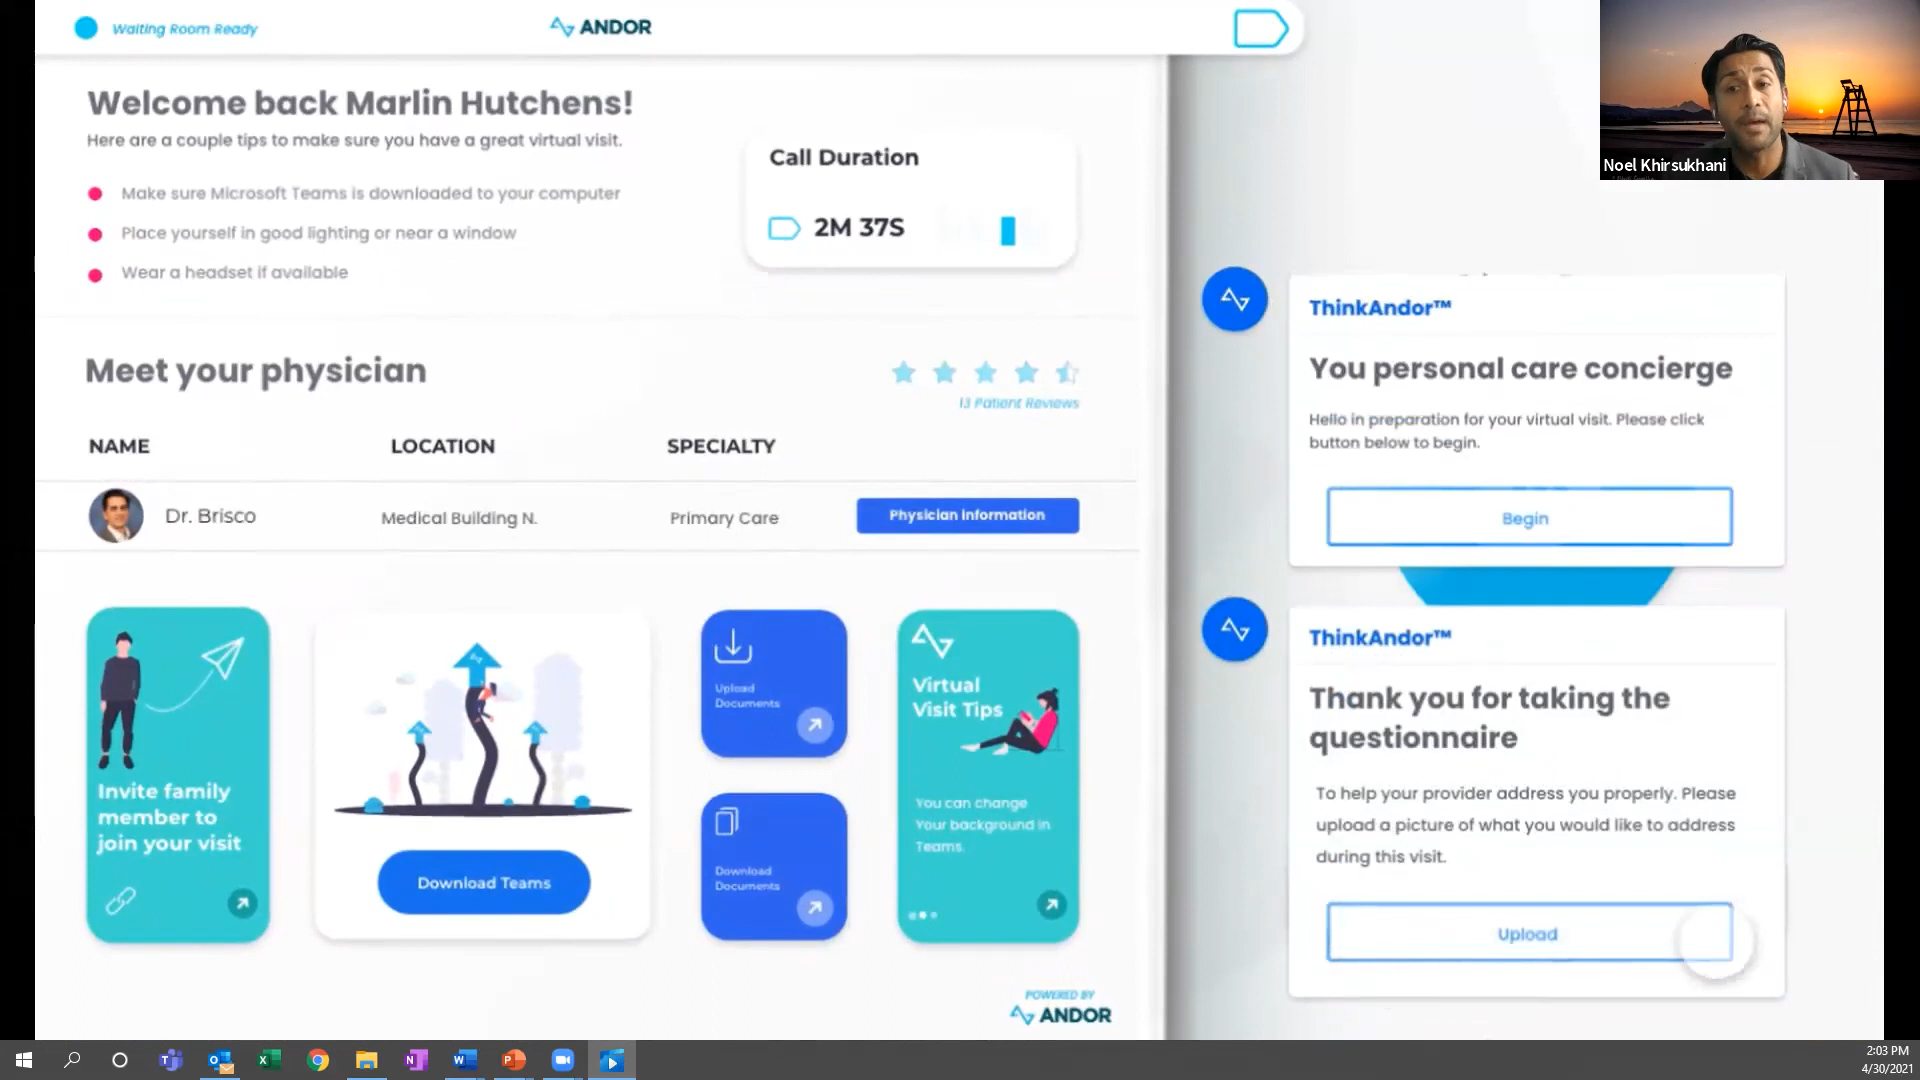 Waiting Room Ready
ANDOR
Welcome back Marlin Hutchens!
Here are a couple tips to make sure you have a great virtual visit.
Make sure Microsoft Teams is downloaded to your computer
Place yourself in good lighting or near a window
Wear a headset if available
Call Duration
2M 37S
Noel Khirsukhani
Meet your physician
13 Patient Reviews
NAME LOCATION SPECIALTY
Dr. Brisco Medical Building N. Primary Care Physician information
Invite family
member to
join your visit
Download Teams
Upload
Documents
Download
Documents
Virtual
Visit Tips
You can change
Your background in
Teams.
POWERED BY
ANDOR
ThinkAndor™
You personal care concierge
Hello in preparation for your virtual visit. Please click
button below to begin.
Begin
ThinkAndor™
Thank you for taking the
questionnaire
To help your provider address you properly. Please
upload a picture of what you would like to address
during this visit.
Upload
2:03 PM
4/30/2021